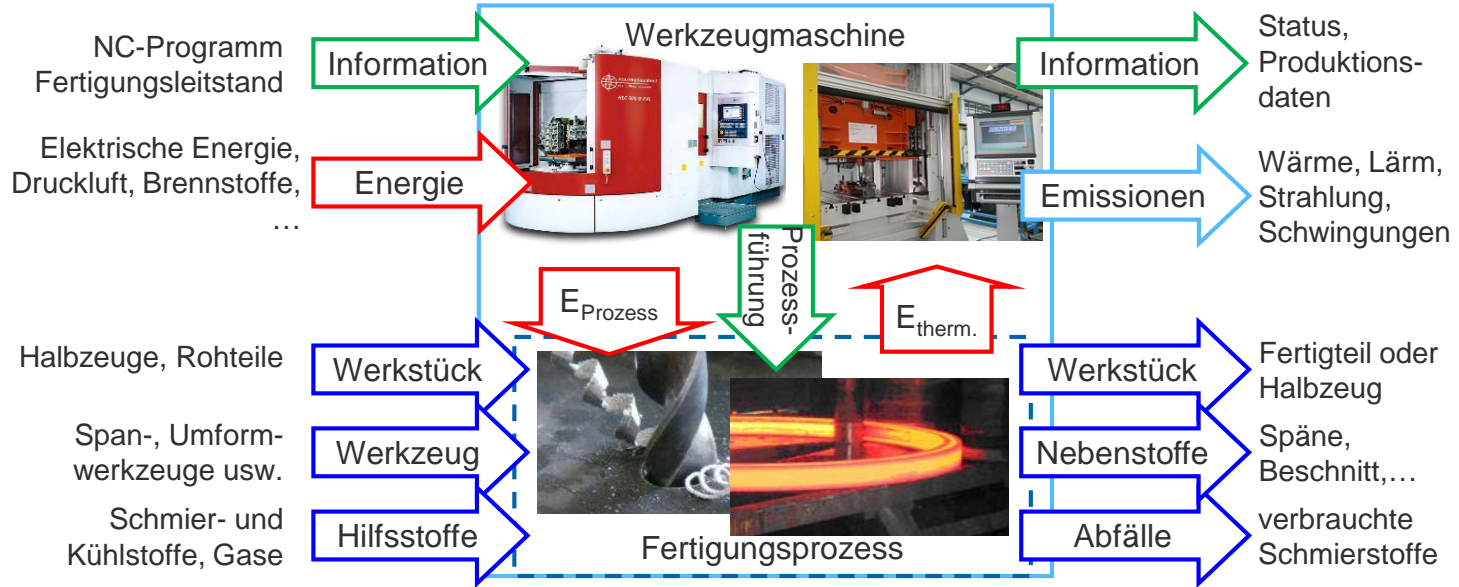 Werkzeugmaschine
NC-Programm
Fertigungsleitstand
Information
Elektrische Energie,
Druckluft, Brennstoffe,
…
Energie
Information
Status,
Produktions-
daten
Emissionen
Wärme, Lärm,
Strahlung,
Schwingungen
E_Prozess
Prozess-
führung
E_therm.
Halbzeuge, Rohteile
Werkstück
Span-, Umform-
werkzeuge usw.
Werkzeug
Schmier- und
Kühlstoffe, Gase
Hilfsstoffe
Fertigungsprozess
Werkstück
Fertigteil oder
Halbzeug
Nebenstoffe
Späne,
Beschnitt,…
Abfälle
verbrauchte
Schmierstoffe